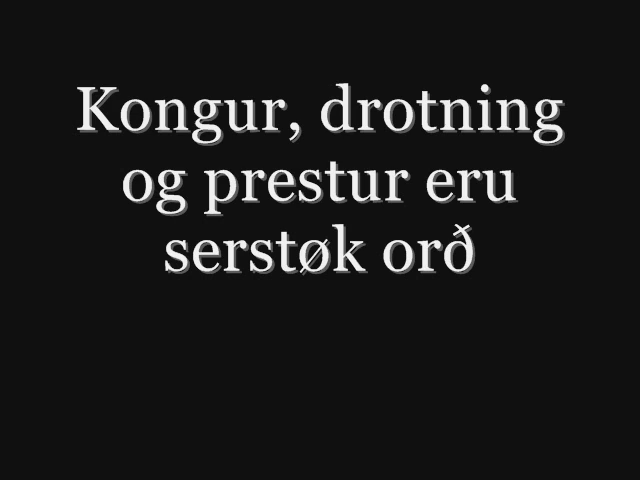 Kongur, drotning
og prestur eru
serstøk orð